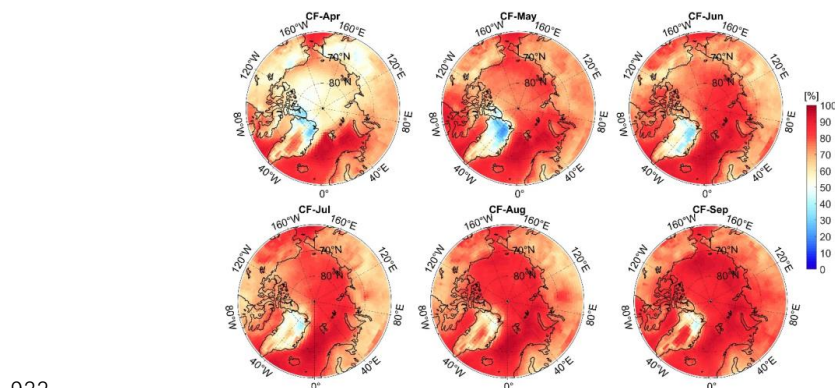 CF-Apr
160°W
160°E
120°W
120°E
70°N
80°N
80°W
80°E
40°W
40°E
0°
CF-May
160°W
160°E
120°W
120°E
70°N
80°N
80°W
80°E
40°W
40°E
0°
CF-Jun
160°W
160°E
120°W
120°E
70°N
80°N
80°W
80°E
40°W
40°E
0°
[%]
100
90
80
70
60
50
40
30
20
10
0
CF-Jul
160°W
160°E
120°W
120°E
70°N
80°N
80°W
80°E
40°W
40°E
0°
CF-Aug
160°W
160°E
120°W
120°E
70°N
80°N
80°W
80°E
40°W
40°E
0°
CF-Sep
160°W
160°E
120°W
120°E
70°N
80°N
80°W
80°E
40°W
40°E
0°